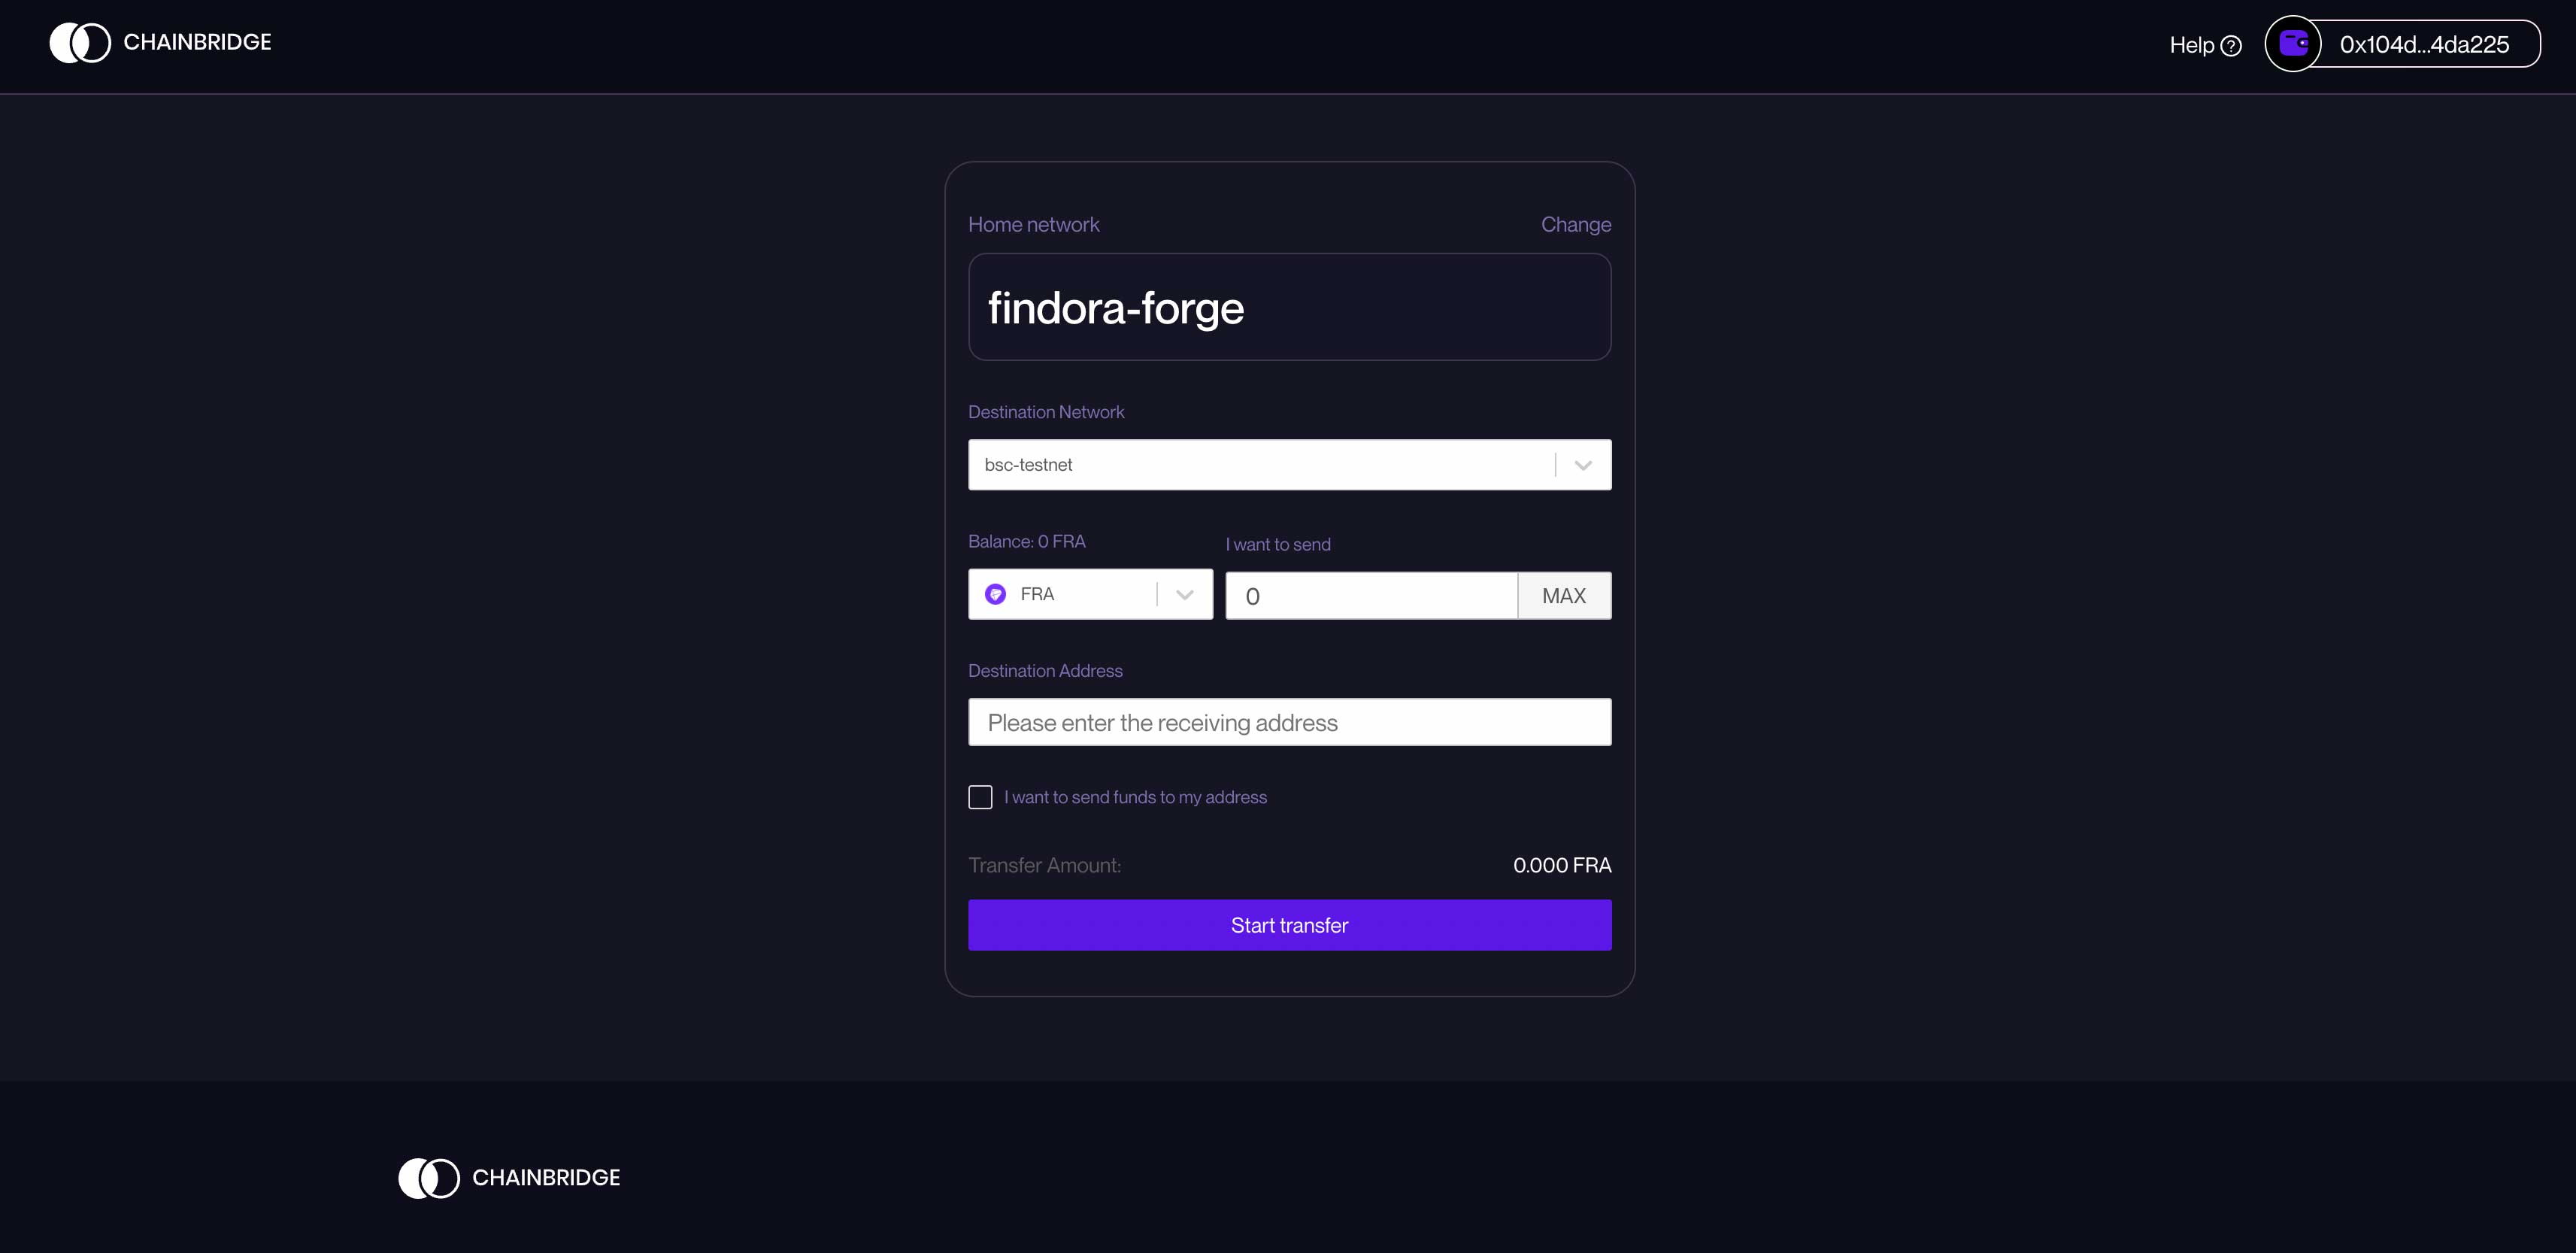 CHAINBRIDGE
Help ?
0x104d...4da225
Home network
Change
findora-forge
Destination Network
bsc-testnet
Balance: 0 FRA
I want to send
FRA
0
MAX
Destination Address
Please enter the receiving address
I want to send funds to my address
Transfer Amount:
0.000 FRA
Start transfer
CHAINBRIDGE